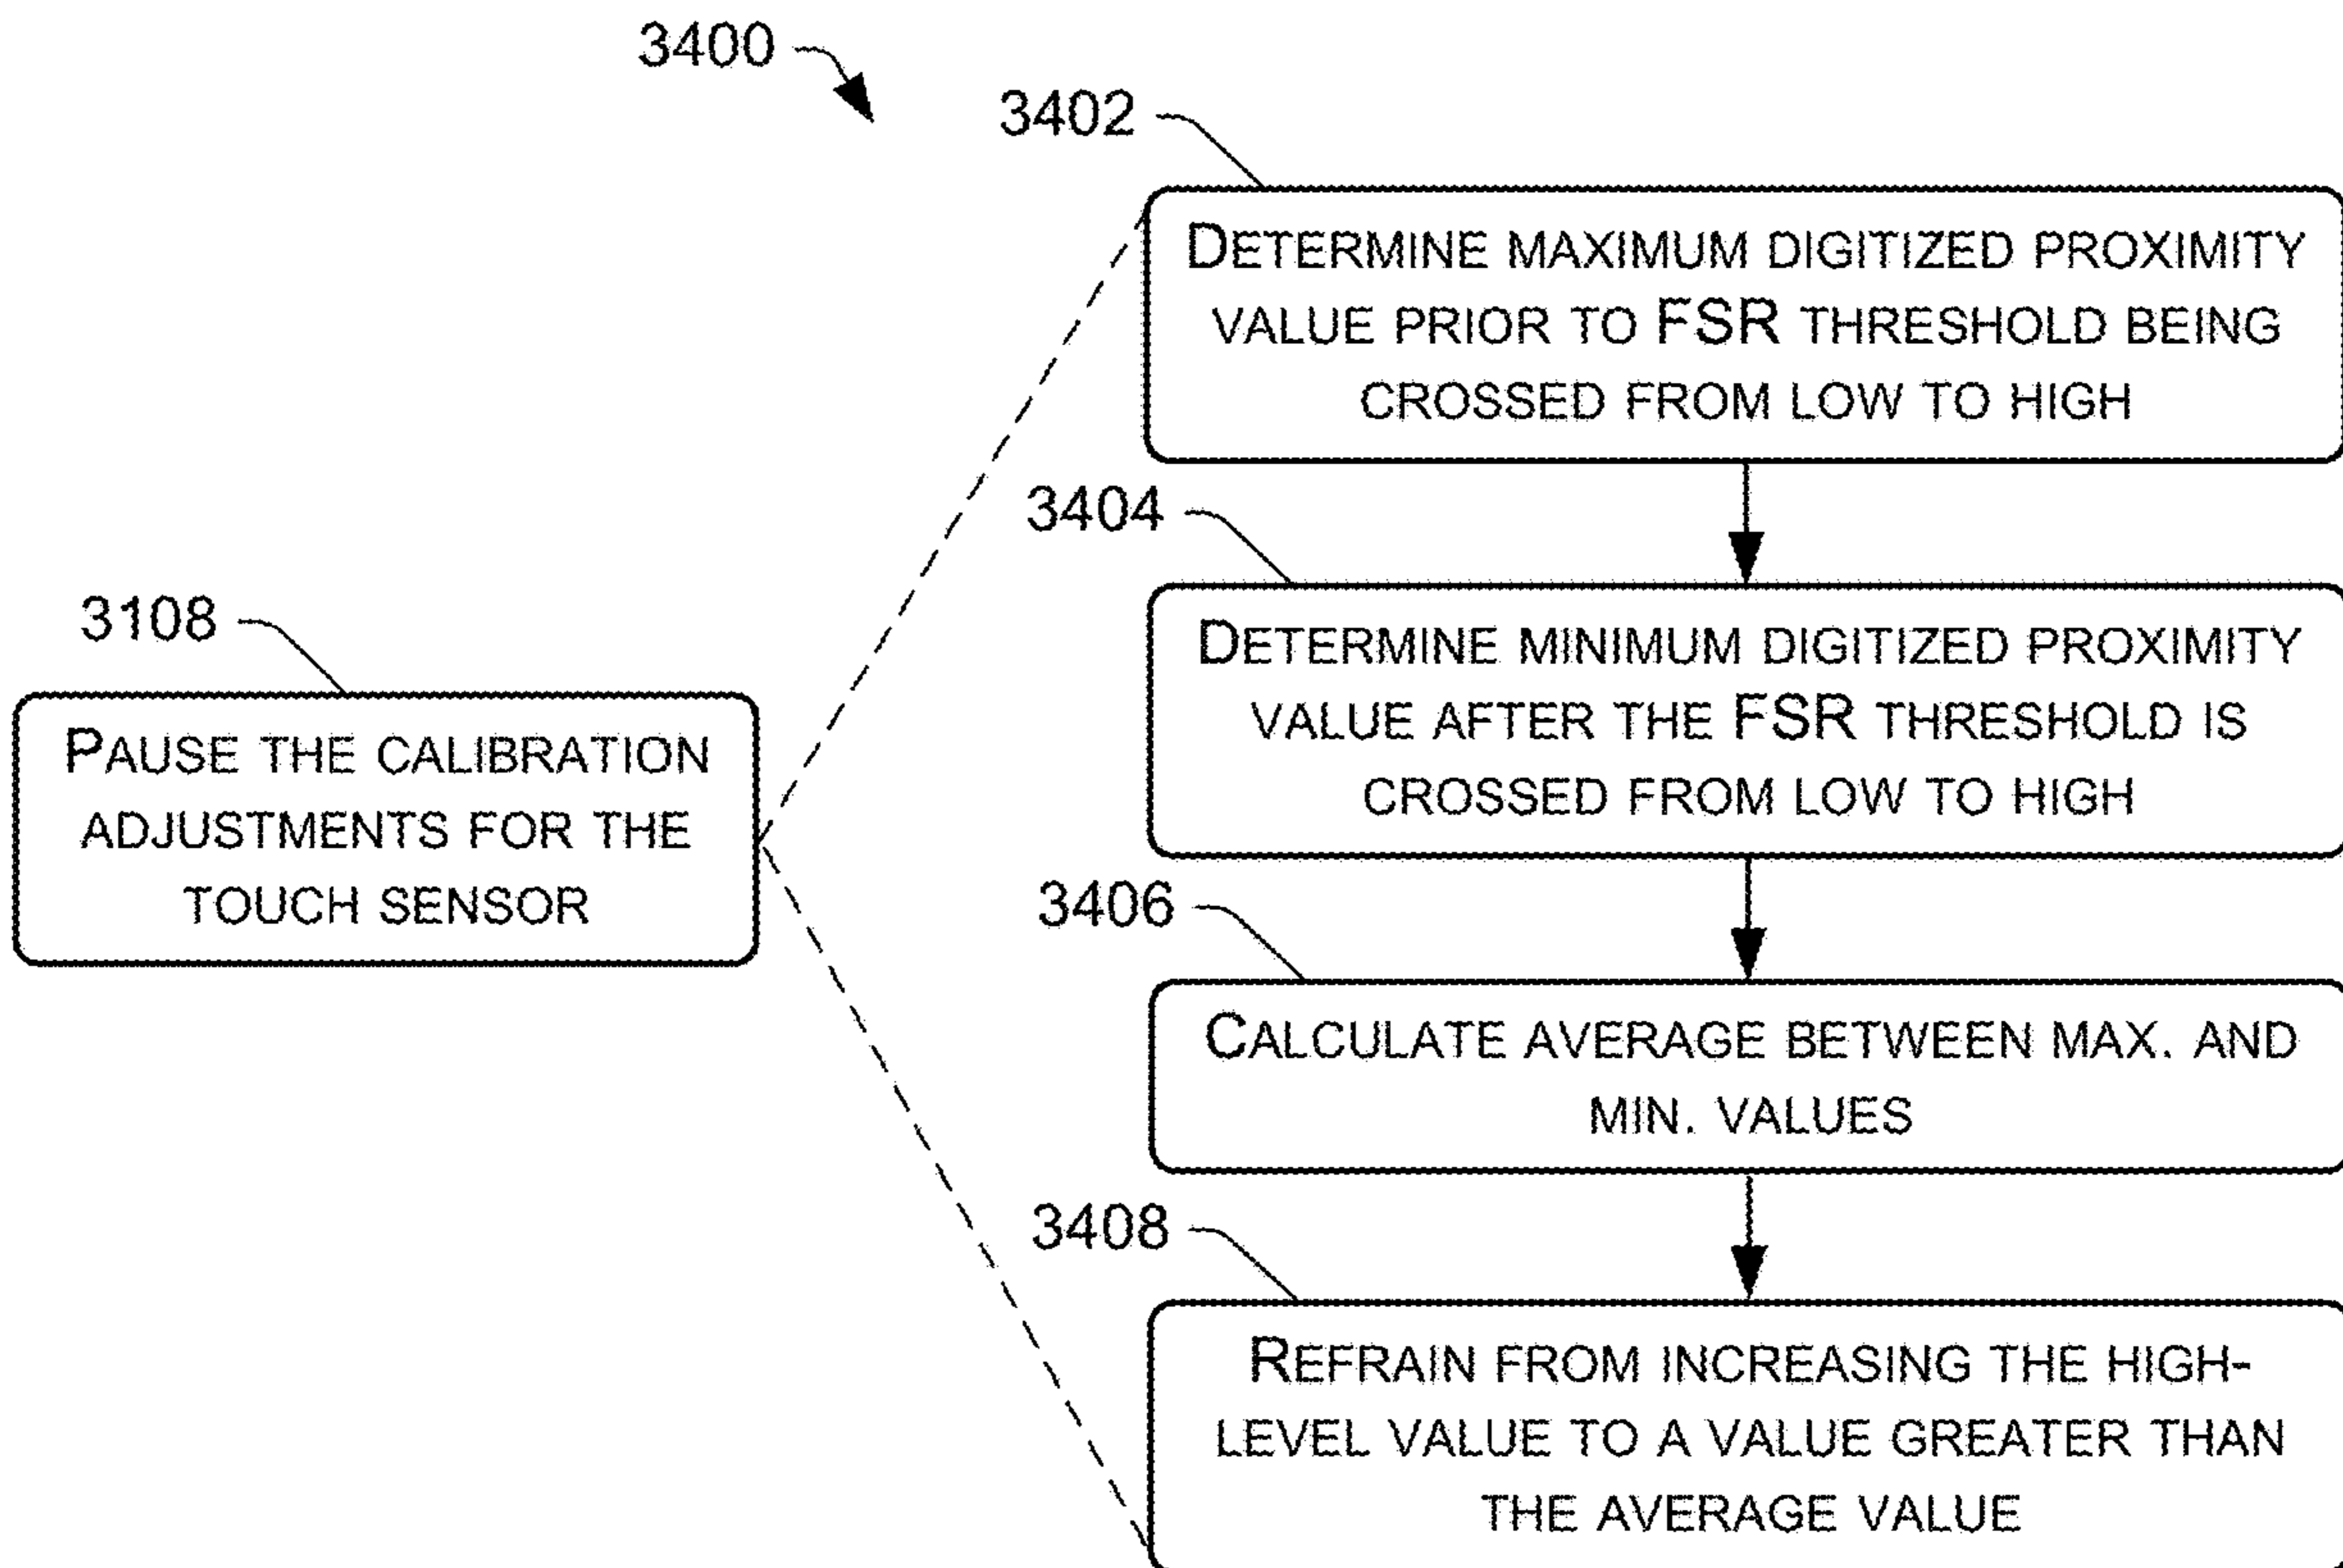 3400
3402
DETERMINE MAXIMUM DIGITIZED PROXIMITY
VALUE PRIOR TO FSR THRESHOLD BEING
CROSSED FROM LOW TO HIGH
3404
DETERMINE MINIMUM DIGITIZED PROXIMITY
VALUE AFTER THE FSR THRESHOLD IS
CROSSED FROM LOW TO HIGH
3108
PAUSE THE CALIBRATION
ADJUSTMENTS FOR THE
TOUCH SENSOR
3406
CALCULATE AVERAGE BETWEEN MAX. AND
MIN. VALUES
3408
REFRAIN FROM INCREASING THE HIGH-
LEVEL VALUE TO A VALUE GREATER THAN
THE AVERAGE VALUE